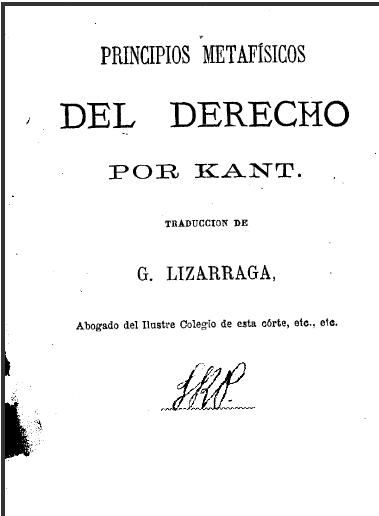 PRINCIPIOS METAFÍSICOS
DEL DERECHO
POR KANT.
TRADUCCION DE
G. LIZARRAGA,
Abogado del Ilustre Colegio de esta córte, etc., etc.